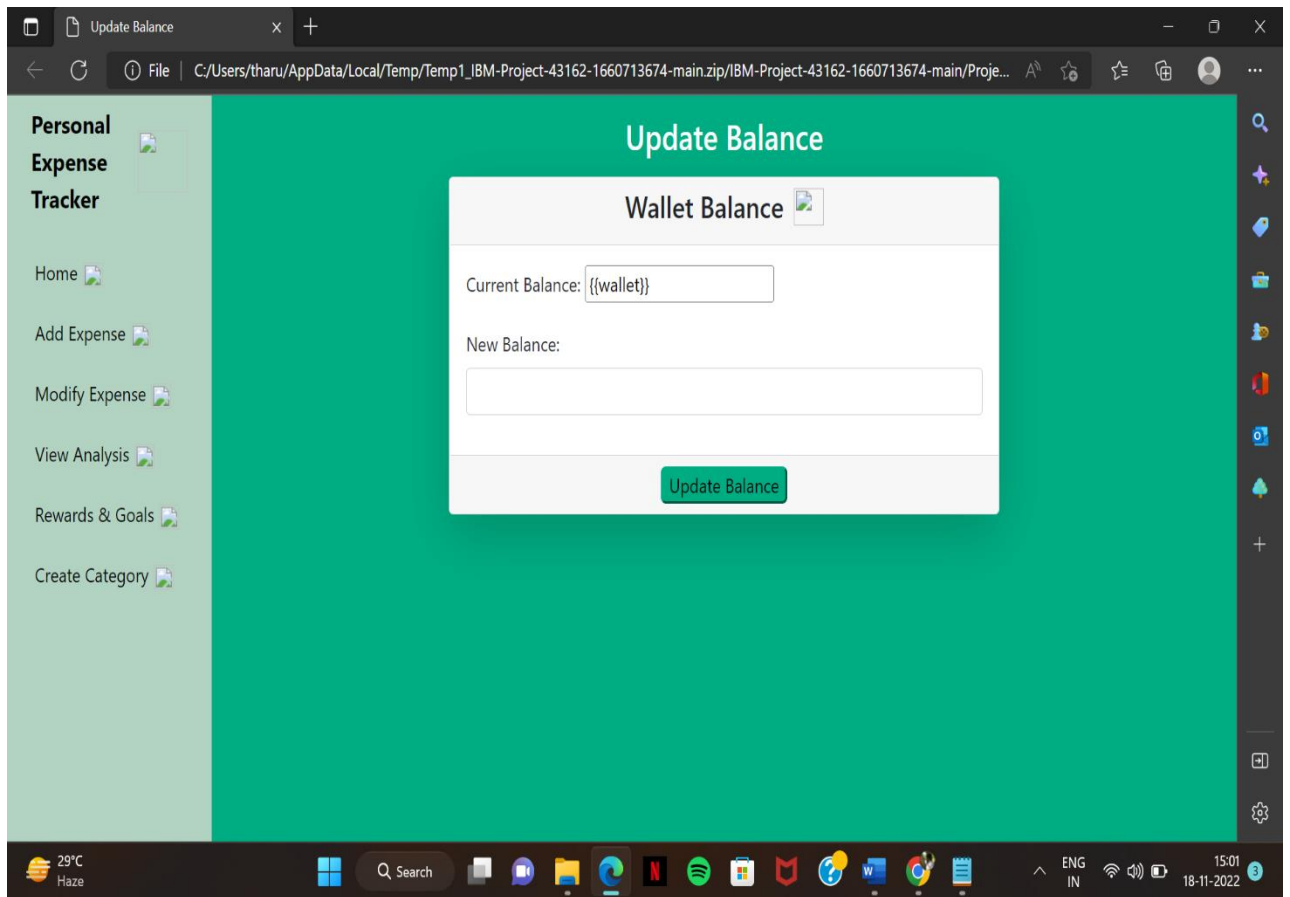 Update Balance
File
C:/Users/tharu/AppData/Local/Temp/Temp1_IBM-Project-43162-1660713674-main.zip/IBM-Project-43162-1660713674-main/Proje...
Personal
Expense
Tracker
Home
Add Expense
Modify Expense
View Analysis
Rewards & Goals
Create Category
Update Balance
Wallet Balance
Current Balance: {{wallet}}
New Balance:
Update Balance
29°C
Haze
Search
ENG
IN
15:01
18-11-2022
3